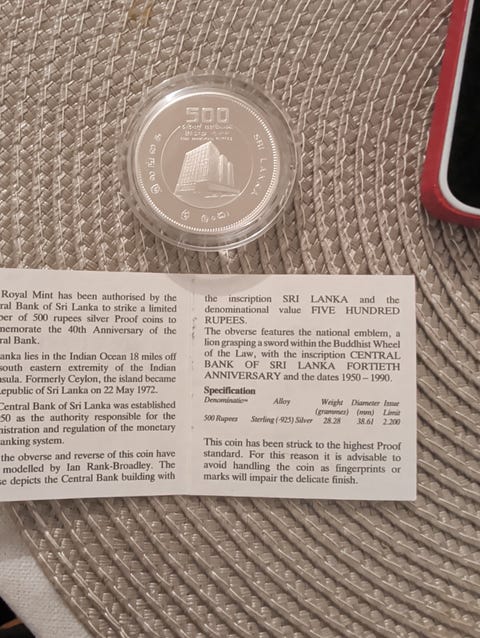 500
FIVE HUNDRED RUPEES
SRI LANKA
Royal Mint has been authorised by the
ral Bank of Sri Lanka to strike a limited
ber of 500 rupees silver Proof coins to
memorate the 40th Anniversary of the
ral Bank.
anka lies in the Indian Ocean 18 miles off
south eastern extremity of the Indian
nsula. Formerly Ceylon, the island became
Republic of Sri Lanka on 22 May 1972.
Central Bank of Sri Lanka was established
50 as the authority responsible for the
nistration and regulation of the monetary
anking system.
the obverse and reverse of this coin have
modelled by Ian Rank-Broadley. The
se depicts the Central Bank building with
the inscription SRI LANKA and the
denominational value FIVE HUNDRED
RUPEES.
The obverse features the national emblem, a
lion grasping a sword within the Buddhist Wheel
of the Law, with the inscription CENTRAL
BANK OF SRI LANKA FORTIETH
ANNIVERSARY and the dates 1950 – 1990.
Specification
Denomination Alloy Weight (grammes) Diameter (mm) Issue Limit
500 Rupees Sterling (·925) Silver 28.28 38.61 2,200
This coin has been struck to the highest Proof
standard. For this reason it is advisable to
avoid handling the coin as fingerprints or
marks will impair the delicate finish.